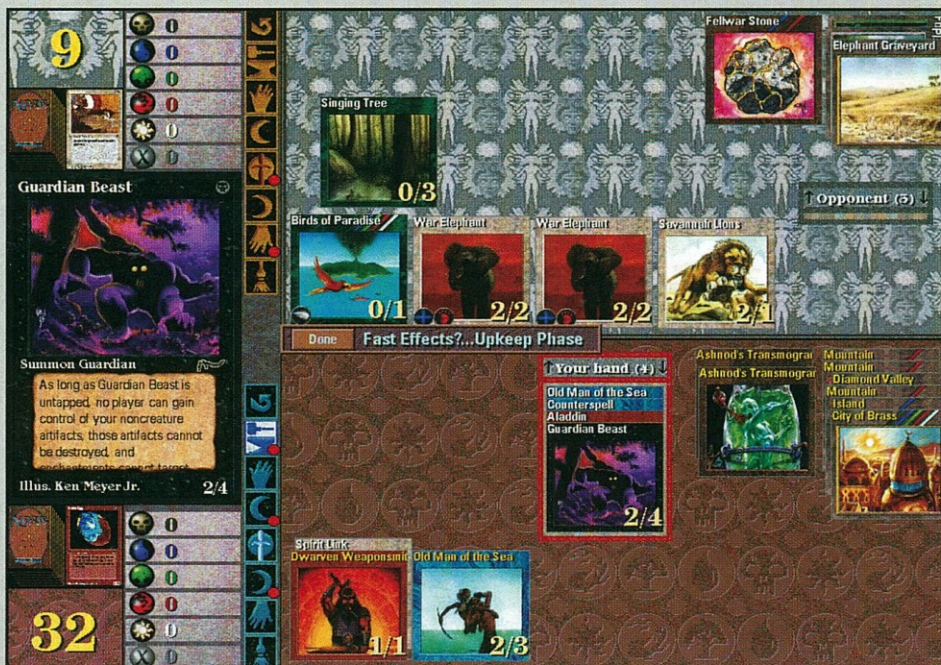 9
0
0
0
0
0
X 0
Guardian Beast
Summon Guardian
As long as Guardian Beast is
untapped, no player can gain
control of your noncreature
artifacts, those artifacts cannot
be destroyed, and
enchantments cannot target
Illus. Ken Meyer Jr. 2/4
0
0
0
0
0
X 0
32
Fellwar Stone
Elephant Graveyard
Singing Tree
0/3
Opponent (5)
Birds of Paradise
0/1
War Elephant
2/2
War Elephant
2/2
Savannah Lions
2/1
Done Fast Effects?...Upkeep Phase
Your hand (4)
Old Man of the Sea
Counterspell
Aladdin
Guardian Beast
2/4
Ashnod's Transmogran
Ashnod's Transmogran
Mountain
Mountain
Diamond Valley
Mountain
Island
City of Brass
Spirit Link
Dwarven Weaponsmit
1/1
Old Man of the Sea
2/3